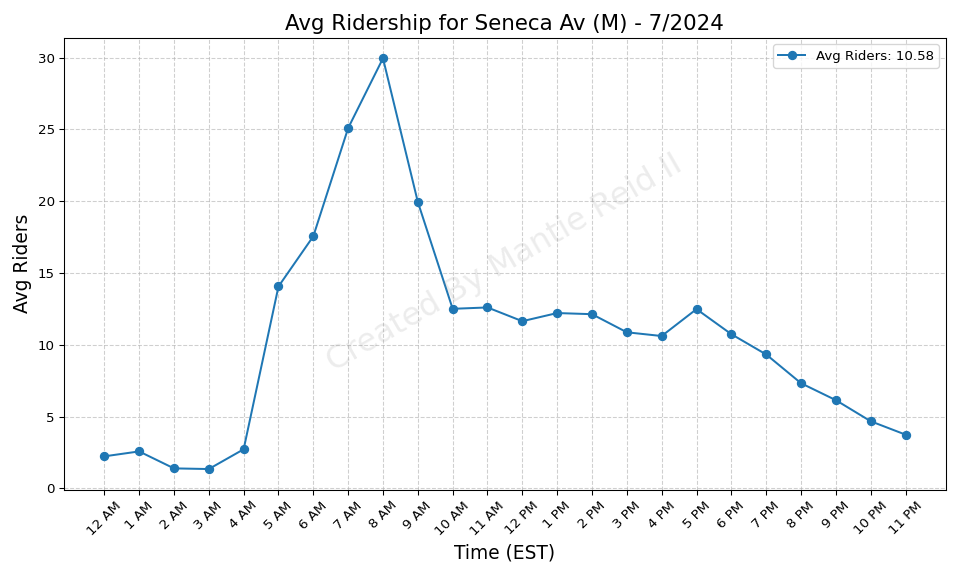 Avg Ridership for Seneca Av (M) - 7/2024
Avg Riders: 10.58
Avg Riders
30
25
20
15
10
5
0
Created By Mantie Reid II
12 AM
1 AM
2 AM
3 AM
4 AM
5 AM
6 AM
7 AM
8 AM
9 AM
10 AM
11 AM
12 PM
1 PM
2 PM
3 PM
4 PM
5 PM
6 PM
7 PM
8 PM
9 PM
10 PM
11 PM
Time (EST)